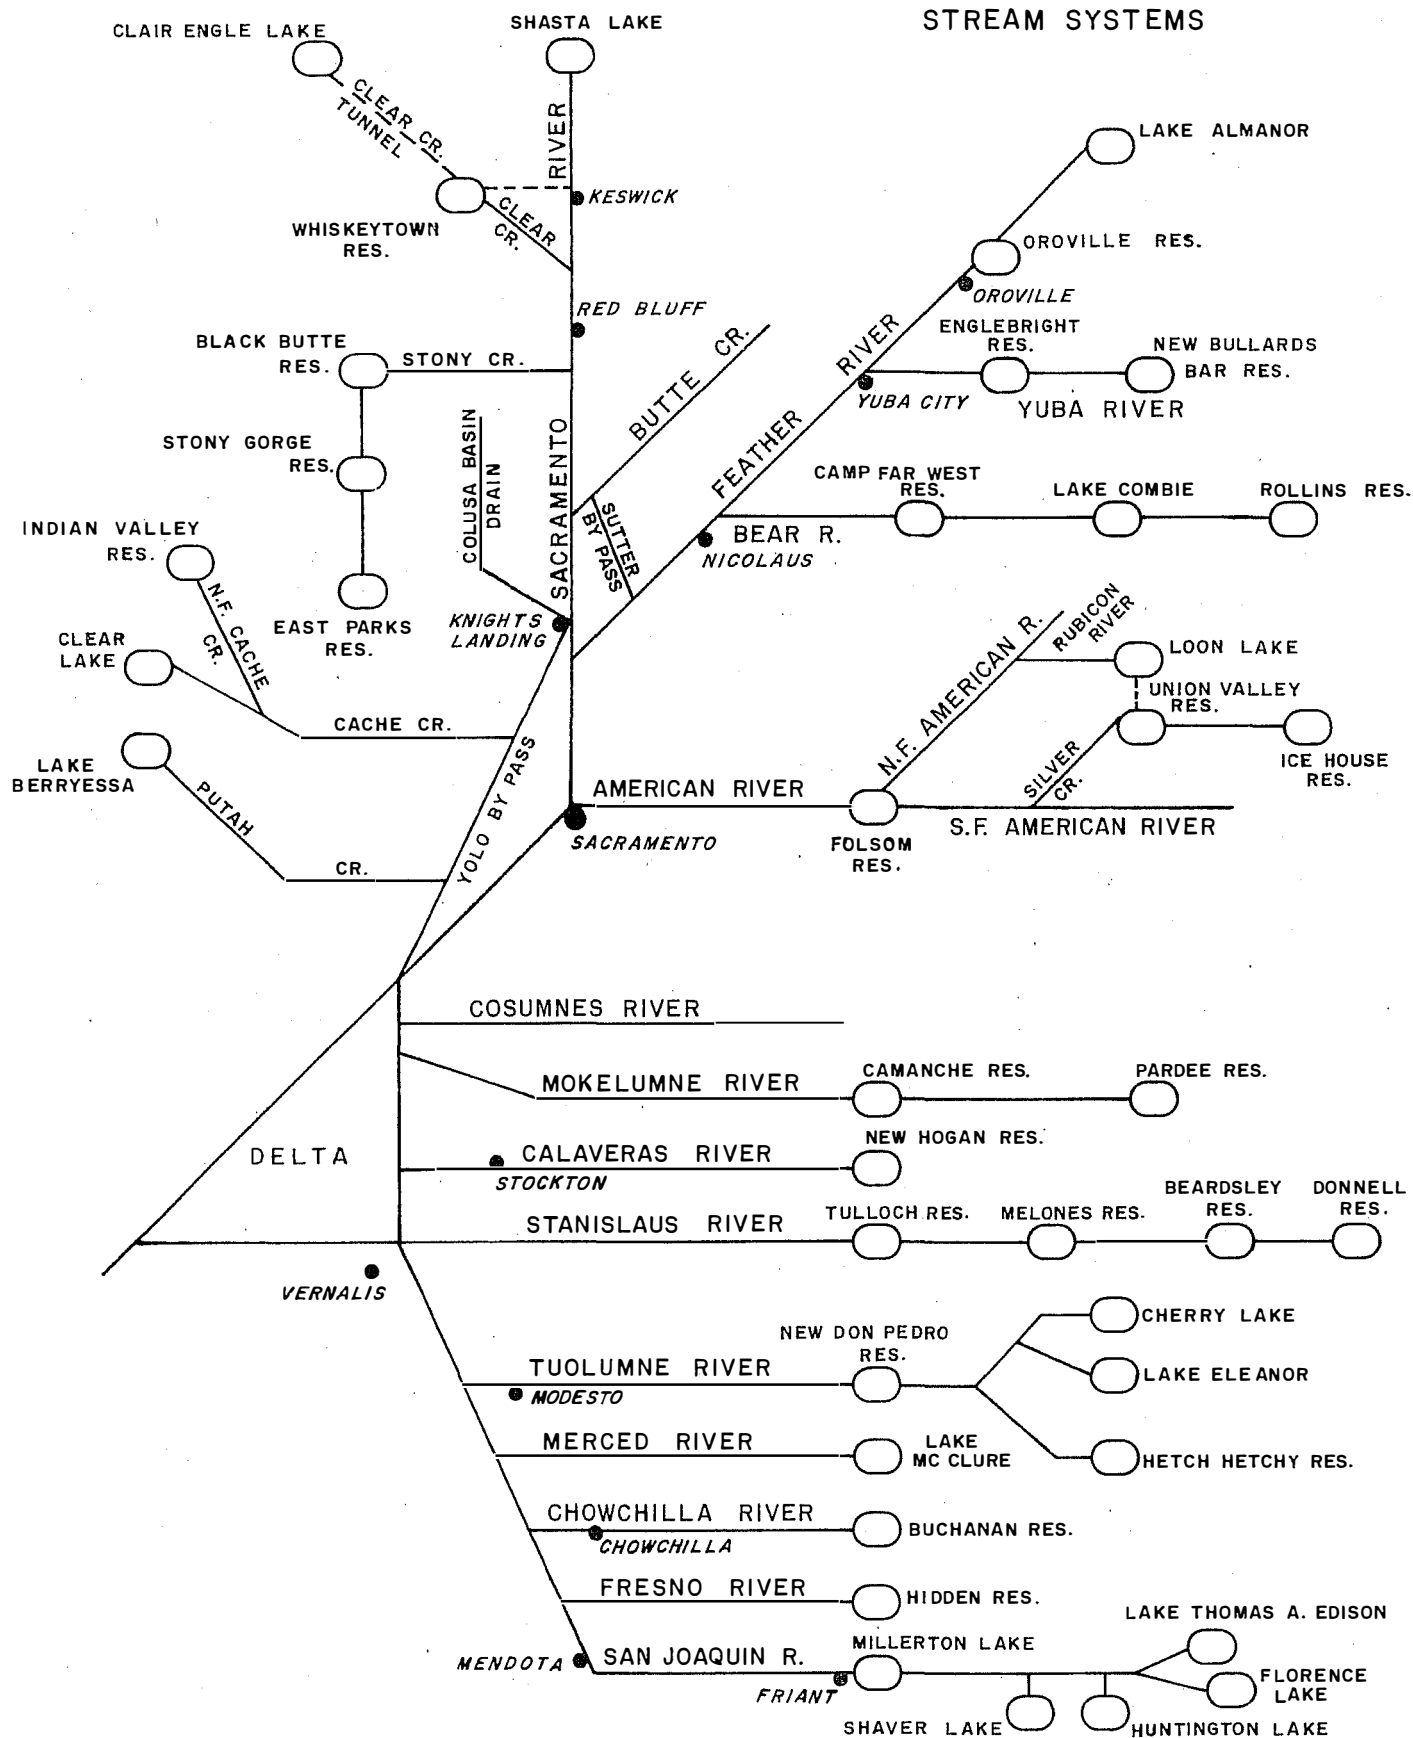 STREAM SYSTEMS
SHASTA LAKE
CLAIR ENGLE LAKE
CLEAR CR.
TUNNEL
RIVER
LAKE ALMANOR
KESWICK
WHISKEYTOWN
RES.
CLEAR
CR.
OROVILLE RES.
OROVILLE
RED BLUFF
BLACK BUTTE
RES.
STONY CR.
BUTTE CR.
RIVER
ENGLEBRIGHT
RES.
NEW BULLARDS
BAR RES.
YUBA CITY
YUBA RIVER
STONY GORGE
RES.
COLUSA BASIN
DRAIN
SACRAMENTO
FEATHER
SUTTER
BY PASS
CAMP FAR WEST
RES.
LAKE COMBIE
ROLLINS RES.
BEAR R.
NICOLAUS
INDIAN VALLEY
RES.
N.F. CACHE
CR.
EAST PARKS
RES.
KNIGHTS
LANDING
CLEAR
LAKE
CACHE CR.
N.F. AMERICAN R.
RUBICON
RIVER
LOON LAKE
UNION VALLEY
RES.
ICE HOUSE
RES.
SILVER
CR.
LAKE
BERRYESSA
PUTAH
CR.
YOLO BY PASS
AMERICAN RIVER
SACRAMENTO
FOLSOM
RES.
S.F. AMERICAN RIVER
COSUMNES RIVER
MOKELUMNE RIVER
CAMANCHE RES.
PARDEE RES.
DELTA
NEW HOGAN RES.
CALAVERAS RIVER
STOCKTON
STANISLAUS RIVER
TULLOCH RES.
MELONES RES.
BEARDSLEY
RES.
DONNELL
RES.
VERNALIS
NEW DON PEDRO
RES.
CHERRY LAKE
TUOLUMNE RIVER
MODESTO
LAKE ELEANOR
MERCED RIVER
LAKE
MC CLURE
HETCH HETCHY RES.
CHOWCHILLA RIVER
CHOWCHILLA
BUCHANAN RES.
FRESNO RIVER
HIDDEN RES.
LAKE THOMAS A. EDISON
MENDOTA
SAN JOAQUIN R.
MILLERTON LAKE
FRIANT
FLORENCE
LAKE
SHAVER LAKE
HUNTINGTON LAKE